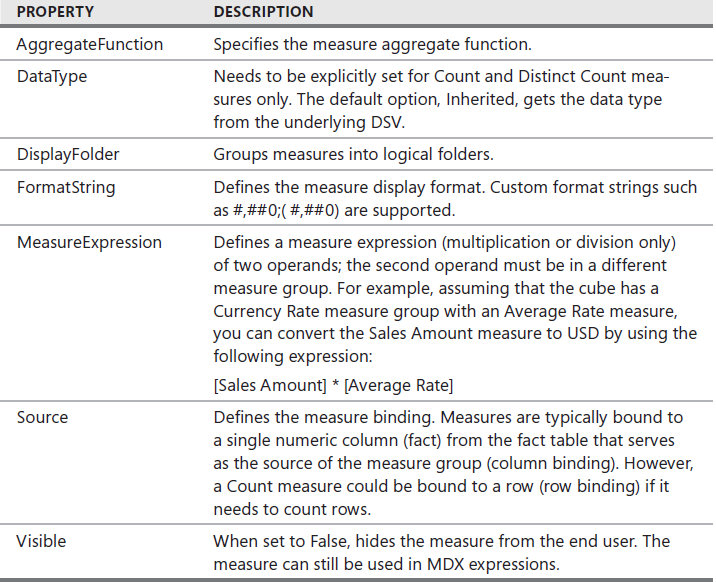 PROPERTY DESCRIPTION
AggregateFunction Specifies the measure aggregate function.
DataType Needs to be explicitly set for Count and Distinct Count mea-
sures only. The default option, Inherited, gets the data type
from the underlying DSV.
DisplayFolder Groups measures into logical folders.
FormatString Defines the measure display format. Custom format strings such
as #,##0;( #,##0) are supported.
MeasureExpression Defines a measure expression (multiplication or division only)
of two operands; the second operand must be in a different
measure group. For example, assuming that the cube has a
Currency Rate measure group with an Average Rate measure,
you can convert the Sales Amount measure to USD by using the
following expression:
[Sales Amount] * [Average Rate]
Source Defines the measure binding. Measures are typically bound to
a single numeric column (fact) from the fact table that serves
as the source of the measure group (column binding). However,
a Count measure could be bound to a row (row binding) if it
needs to count rows.
Visible When set to False, hides the measure from the end user. The
measure can still be used in MDX expressions.